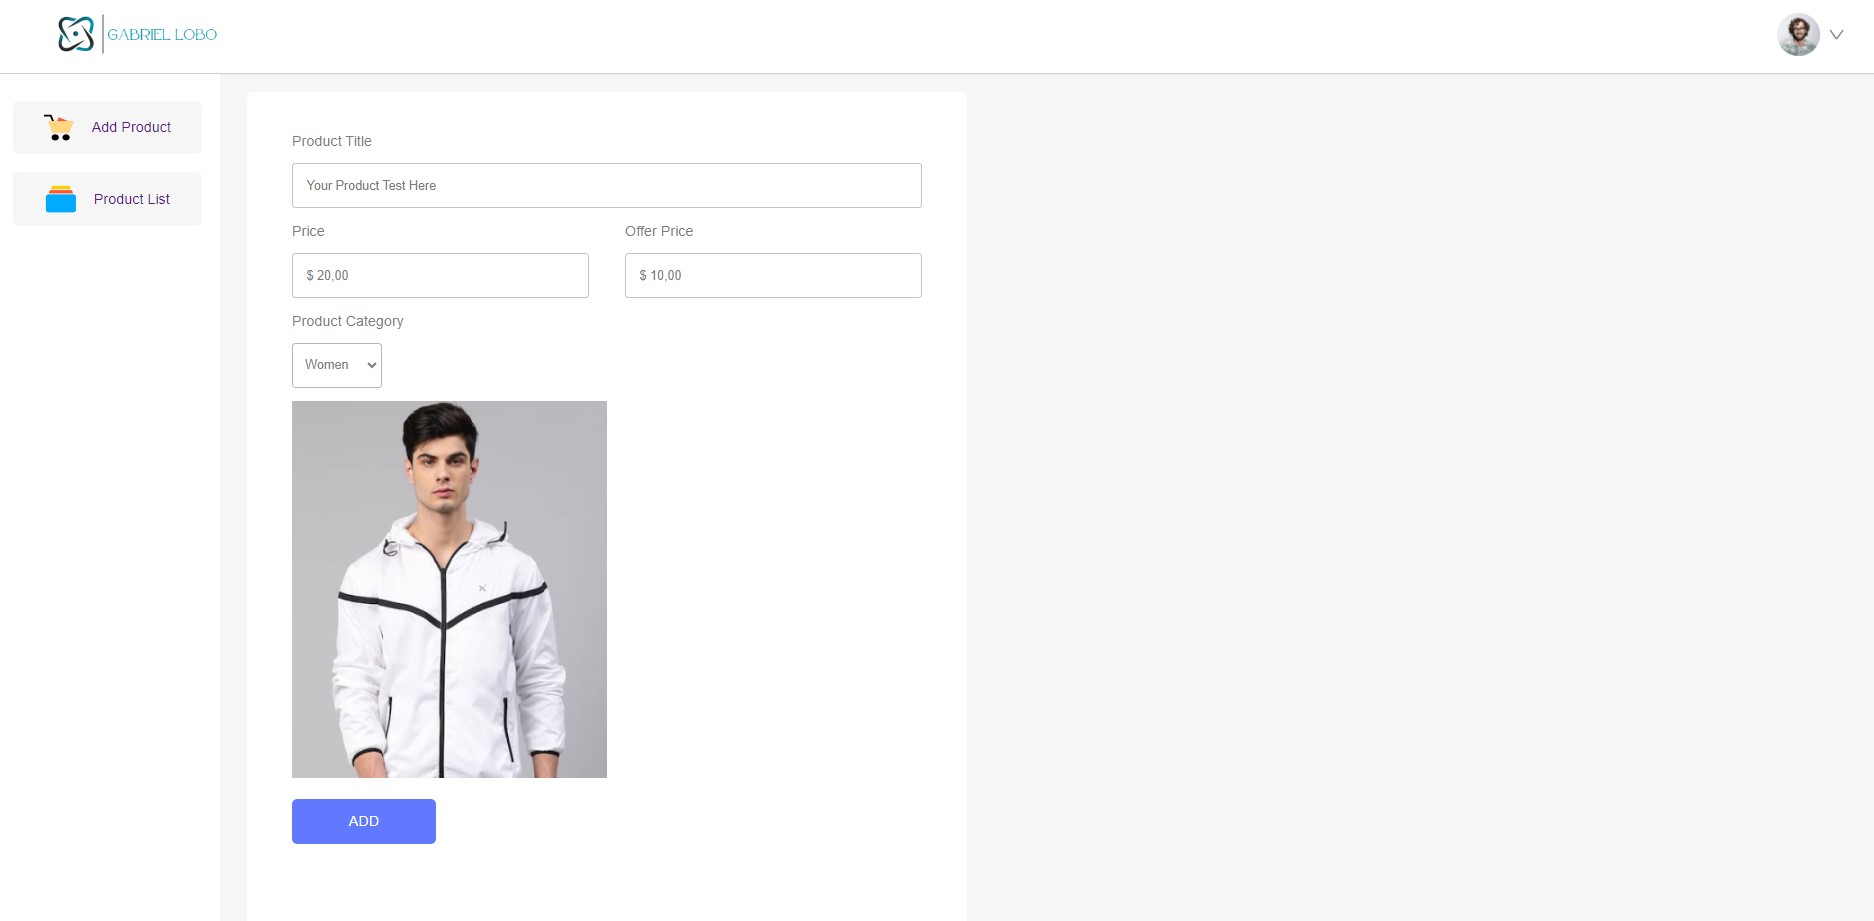 GABRIEL LOBO
Add Product
Product List
Product Title
Your Product Test Here
Price
Offer Price
$ 20,00
$ 10,00
Product Category
Women
ADD